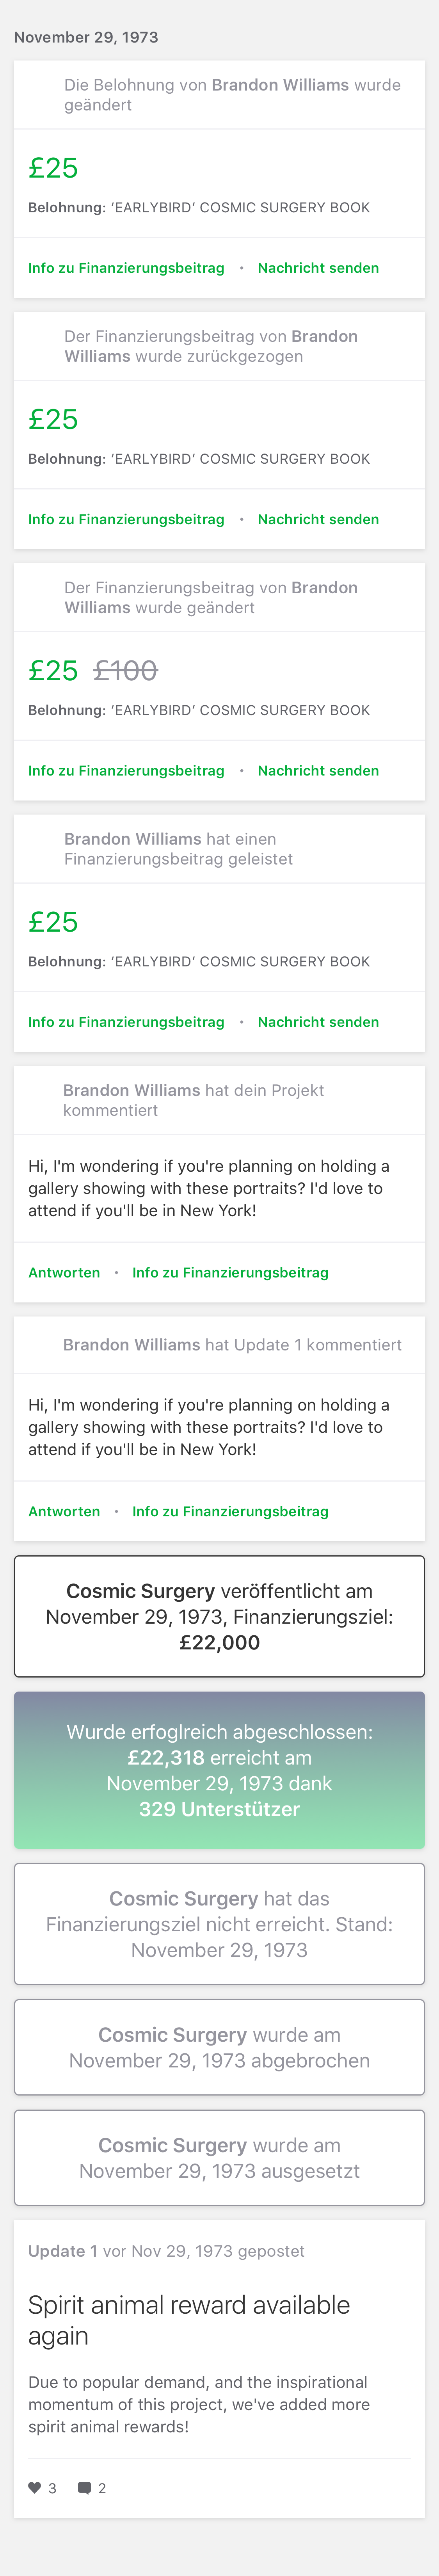 November 29, 1973
Die Belohnung von Brandon Williams wurde
geändert
£25
Belohnung: ‘EARLYBIRD’ COSMIC SURGERY BOOK
Info zu Finanzierungsbeitrag • Nachricht senden
Der Finanzierungsbeitrag von Brandon
Williams wurde zurückgezogen
£25
Belohnung: ‘EARLYBIRD’ COSMIC SURGERY BOOK
Info zu Finanzierungsbeitrag • Nachricht senden
Der Finanzierungsbeitrag von Brandon
Williams wurde geändert
£25 £100
Belohnung: ‘EARLYBIRD’ COSMIC SURGERY BOOK
Info zu Finanzierungsbeitrag • Nachricht senden
Brandon Williams hat einen
Finanzierungsbeitrag geleistet
£25
Belohnung: ‘EARLYBIRD’ COSMIC SURGERY BOOK
Info zu Finanzierungsbeitrag • Nachricht senden
Brandon Williams hat dein Projekt
kommentiert
Hi, I'm wondering if you're planning on holding a
gallery showing with these portraits? I'd love to
attend if you'll be in New York!
Antworten • Info zu Finanzierungsbeitrag
Brandon Williams hat Update 1 kommentiert
Hi, I'm wondering if you're planning on holding a
gallery showing with these portraits? I'd love to
attend if you'll be in New York!
Antworten • Info zu Finanzierungsbeitrag
Cosmic Surgery veröffentlicht am
November 29, 1973, Finanzierungsziel:
£22,000
Wurde erfoglreich abgeschlossen:
£22,318 erreicht am
November 29, 1973 dank
329 Unterstützer
Cosmic Surgery hat das
Finanzierungsziel nicht erreicht. Stand:
November 29, 1973
Cosmic Surgery wurde am
November 29, 1973 abgebrochen
Cosmic Surgery wurde am
November 29, 1973 ausgesetzt
Update 1 vor Nov 29, 1973 gepostet
Spirit animal reward available
again
Due to popular demand, and the inspirational
momentum of this project, we've added more
spirit animal rewards!
3 2